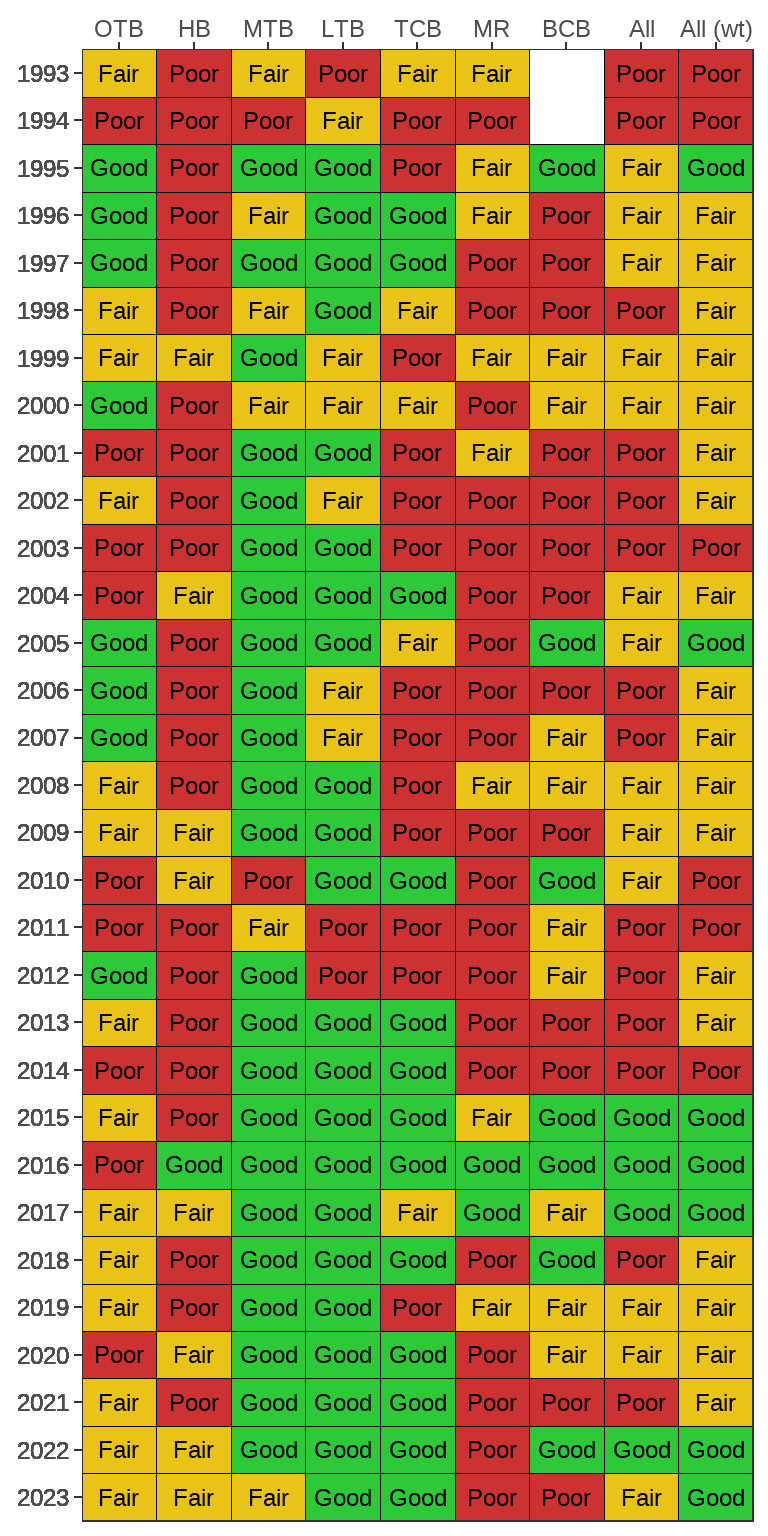 OTB HB MTB LTB TCB MR BCB All All (wt)
1993 Fair Poor Fair Poor Fair Fair Poor Poor
1994 Poor Poor Poor Fair Poor Poor Poor Poor
1995 Good Poor Good Good Poor Fair Good Fair Good
1996 Good Poor Fair Good Good Fair Poor Fair Fair
1997 Good Poor Good Good Good Poor Poor Fair Fair
1998 Fair Poor Fair Good Fair Poor Poor Poor Fair
1999 Fair Fair Good Fair Poor Fair Fair Fair Fair
2000 Good Poor Fair Fair Fair Poor Fair Fair Fair
2001 Poor Poor Good Good Poor Fair Poor Poor Fair
2002 Fair Poor Good Fair Poor Poor Poor Poor Fair
2003 Poor Poor Good Good Poor Poor Poor Poor Poor
2004 Poor Fair Good Good Good Poor Poor Fair Fair
2005 Good Poor Good Good Fair Poor Good Fair Good
2006 Good Poor Good Fair Poor Poor Poor Poor Fair
2007 Good Poor Good Fair Poor Poor Fair Poor Fair
2008 Fair Poor Good Good Poor Fair Fair Fair Fair
2009 Fair Fair Good Good Poor Poor Poor Fair Fair
2010 Poor Fair Poor Good Good Poor Good Fair Poor
2011 Poor Poor Fair Poor Poor Poor Fair Poor Poor
2012 Good Poor Good Poor Poor Poor Fair Poor Fair
2013 Fair Poor Good Good Good Poor Poor Poor Fair
2014 Poor Poor Good Good Good Poor Poor Poor Poor
2015 Fair Poor Good Good Good Fair Good Good Good
2016 Poor Good Good Good Good Good Good Good Good
2017 Fair Fair Good Good Fair Good Fair Good Good
2018 Fair Poor Good Good Good Poor Good Poor Fair
2019 Fair Poor Good Good Poor Fair Fair Fair Fair
2020 Poor Fair Good Good Good Poor Fair Fair Fair
2021 Fair Poor Good Good Good Poor Poor Poor Fair
2022 Fair Fair Good Good Good Poor Good Good Good
2023 Fair Fair Fair Good Good Poor Poor Fair Good